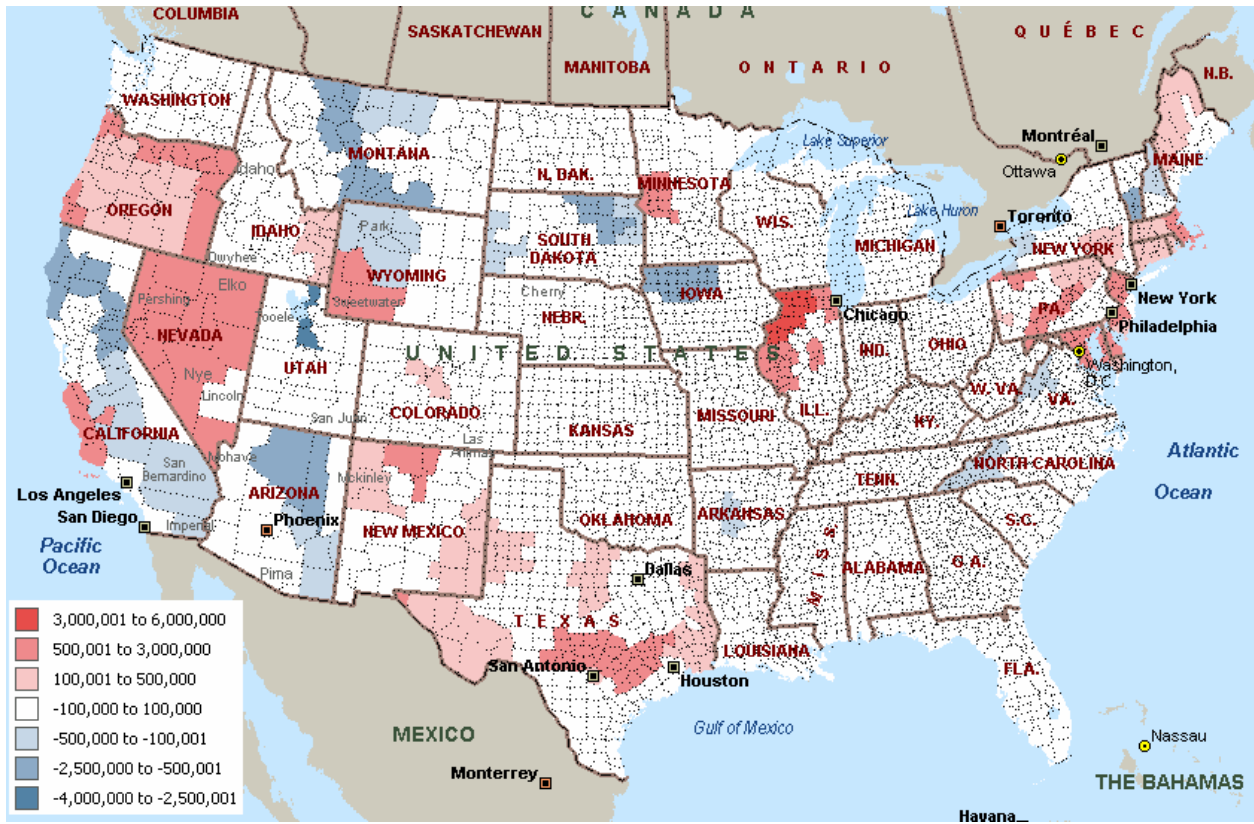 CANADA
COLUMBIA
SASKATCHEWAN
MANITOBA
ONTARIO
QUÉBEC
N.B.
WASHINGTON
MONTANA
N. DAK.
MINNESOTA
Lake Superior
Montréal
Ottawa
MAINE
Idaho
OREGON
IDAHO
Park
SOUTH
DAKOTA
WIS.
Lake Huron
MICHIGAN
Torento
NEW YORK
Owyhee
WYOMING
Elko
Pershing
Sweetwater
Cherry
IOWA
Chicago
New York
PA.
Philadelphia
NEVADA
Tooele
NEBR.
UNITED STATES
IND.
OHIO
Washington,
D.C.
UTAH
Nye
Lincoln
W. VA.
VA.
San Juan
COLORADO
KANSAS
MISSOURI
ILL.
KY.
CALIFORNIA
Las
Animas
Mohave
San
Bernardino
Mckinley
TENN.
NORTH CAROLINA
Atlantic
Ocean
Los Angeles
ARIZONA
San Diego
Imperial
Phoenix
NEW MEXICO
OKLAHOMA
ARKANSAS
S.C.
Pacific
Ocean
Pima
Dallas
MISS
ALABAMA
G.A.
TEXAS
LOUISIANA
San Antonio
Houston
FLA.
MEXICO
Gulf of Mexico
Nassau
Monterrey
THE BAHAMAS
Havana
3,000,001 to 6,000,000
500,001 to 3,000,000
100,001 to 500,000
-100,000 to 100,000
-500,000 to -100,001
-2,500,000 to -500,001
-4,000,000 to -2,500,001